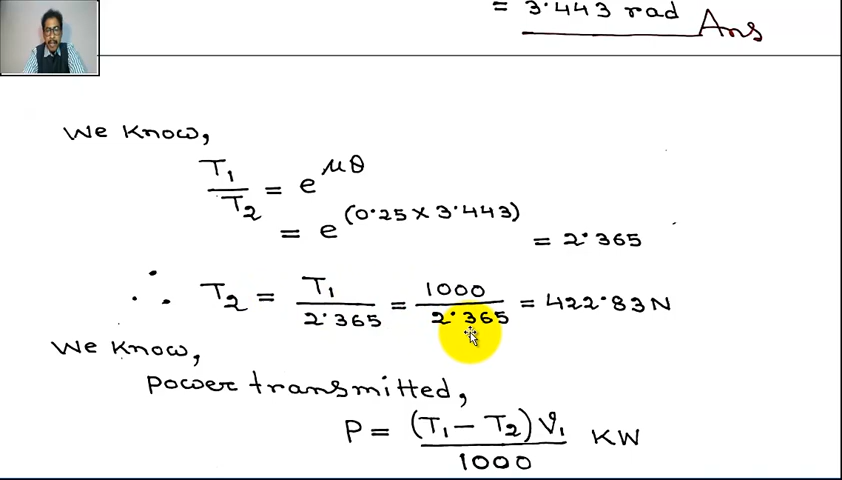 = 3.443 rad Ans
We know,
T₁/T₂ = e^μθ
= e^(0.25 × 3.443) = 2.365
∴ T₂ = T₁/2.365 = 1000/2.365 = 422.83 N
We know,
power transmitted,
P = (T₁ − T₂) V₁/1000 KW